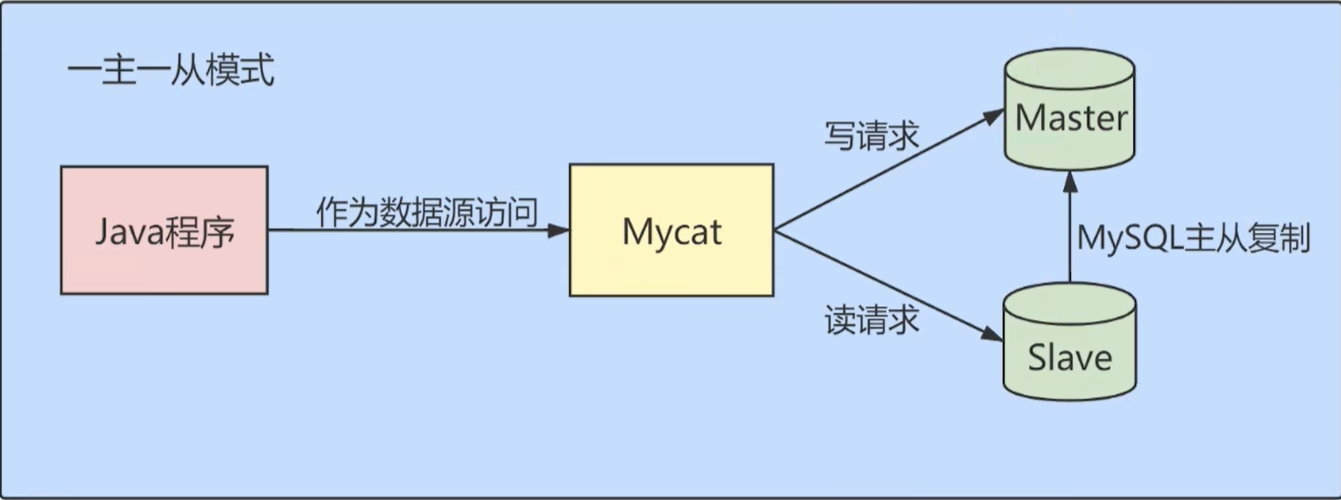 一主一从模式
Java程序
作为数据源访问
Mycat
写请求
读请求
Master
MySQL主从复制
Slave